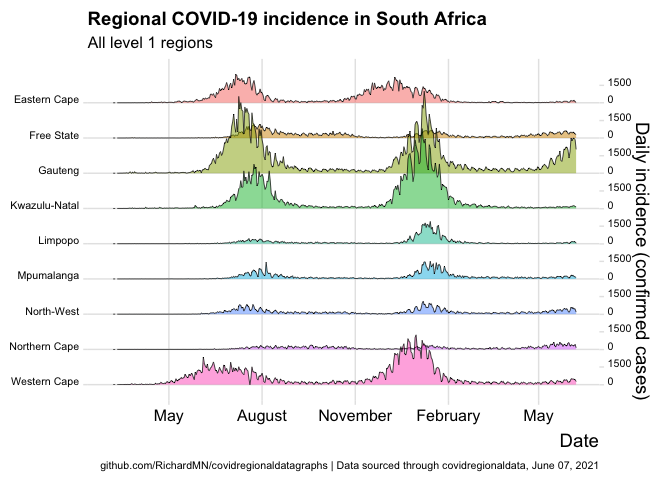 Regional COVID-19 incidence in South Africa
All level 1 regions
Eastern Cape
1500
0
Free State
1500
0
Gauteng
1500
0
Kwazulu-Natal
1500
0
Limpopo
1500
0
Mpumalanga
1500
0
North-West
1500
0
Northern Cape
1500
0
Western Cape
1500
0
Daily incidence (confirmed cases)
May August November February May
Date
github.com/RichardMN/covidregionaldatagraphs | Data sourced through covidregionaldata, June 07, 2021